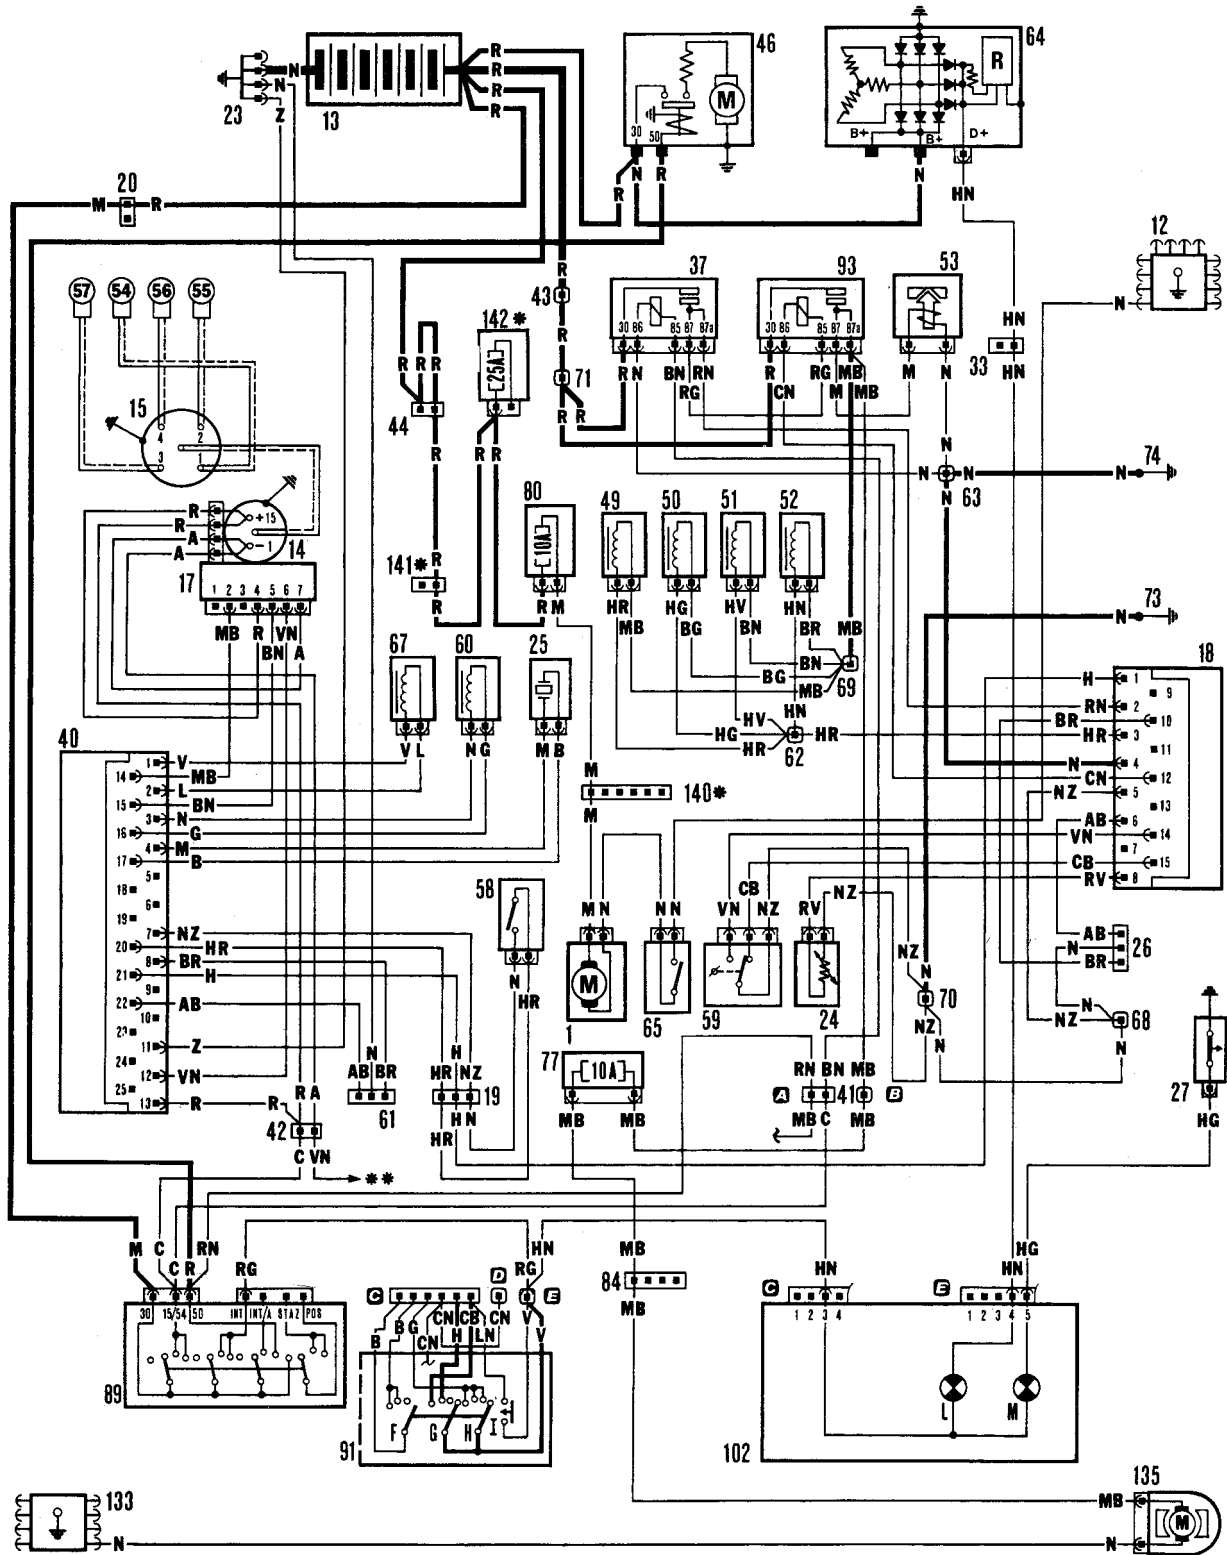 R
R
R
R
N
N
Z
23
13
46
M
30
50
N
R
R
64
R
B+
B+
D+
N
HN
12
N
20
M
R
57
54
56
55
R
43
R
71
R
R
37
30 86 85 87 87a
R N BN RN
RG
93
30 86 85 87 87a
R RG MB
CN M MB
53
M N
HN
33
HN
142*
25A
R R R
44
R
R R
15
4 2
3 1
N
N
N
63
N
74
N
R
R
A
A
+15
-1
14
17
1 2 3 4 5 6 7
MB R VN
BN A
141*
R
R
80
10A
R M
49
HR
MB
50
HG
BG
51
HV
BN
52
HN
BR
MB
BN
BG
MB
69
HN
HV
HG
HR
HR
62
N
73
18
H
RN
BR
HR
N
CN
NZ
AB
VN
CB
RV
1
9
2
10
3
11
4
12
5
13
6
14
7
15
8
67
V L
60
N G
25
M B
40
1 V
14 MB
2 L
15 BN
3 N
16 G
4 M
17 B
5
18
6
19
7 NZ
20 HR
8 BR
21 H
9
22 AB
10
23
11 Z
24
12 VN
25
13 R
M
140*
M
58
N
HR
M N
M
1
N N
65
VN
CB
NZ
59
RV
NZ
24
NZ
N
70
NZ
N
AB
N
BR
26
N
NZ
68
N
27
HG
N
AB BR
61
H
HR NZ
19
HN
HR
R A
R
42
C VN
**
77
10A
MB
MB
RN BN MB
A
41
B
MB C
MB
M
C
RN
C R
RG
30 15/54 50 INT INT/A STAZ POS
89
HN
RG
D
C
E
B
B G
CN
CN
H
CB
LN
CN
V
V
F
G
H
I
91
MB
84
MB
HN
C
1 2 3 4
HG
HN
E
1 2 3 4 5
L
M
102
133
N
135
MB
N
M